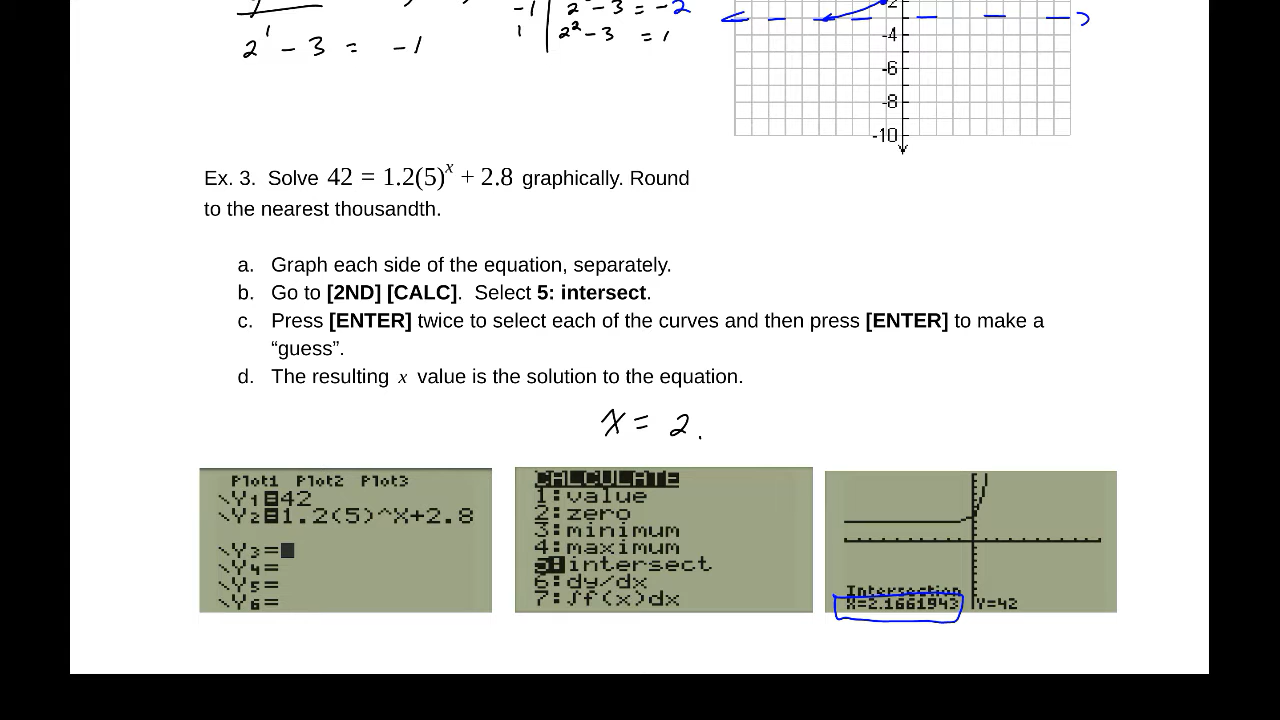 -1 2 -3 = -2
2¹ - 3 = -1
1 2² - 3 = 1
-2
-4
-6
-8
-10
Ex. 3. Solve 42 = 1.2(5)ˣ + 2.8 graphically. Round
to the nearest thousandth.
a. Graph each side of the equation, separately.
b. Go to [2ND] [CALC]. Select 5: intersect.
c. Press [ENTER] twice to select each of the curves and then press [ENTER] to make a
“guess”.
d. The resulting x value is the solution to the equation.
x = 2.
Plot1 Plot2 Plot3
\Y₁=42
\Y₂=1.2(5)^X+2.8
\Y₃=
\Y₄=
\Y₅=
\Y₆=
CALCULATE
1:value
2:zero
3:minimum
4:maximum
5:intersect
6:dy/dx
7:∫f(x)dx
Intersection
X=2.1661943 Y=42